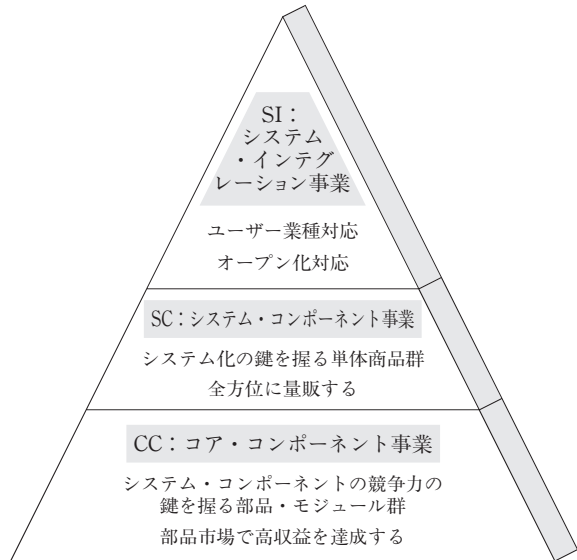 SI：
システム
・インテグ
レーション事業
ユーザー業種対応
オープン化対応
SC：システム・コンポーネント事業
システム化の鍵を握る単体商品群
全方位に量販する
CC：コア・コンポーネント事業
システム・コンポーネントの競争力の
鍵を握る部品・モジュール群
部品市場で高収益を達成する